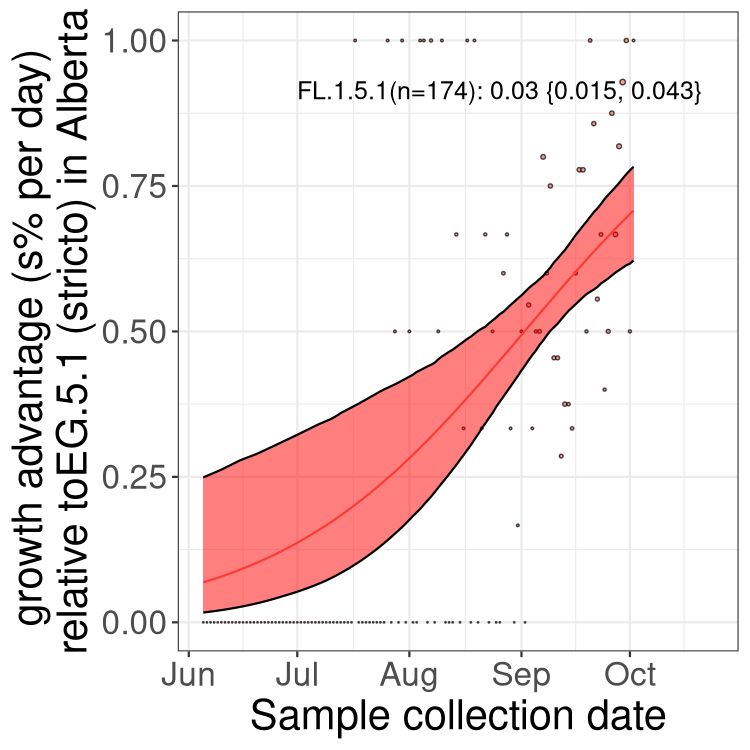 growth advantage (s% per day)
relative toEG.5.1 (stricto) in Alberta
1.00
FL.1.5.1(n=174): 0.03 {0.015, 0.043}
0.75
0.50
0.25
0.00
Jun Jul Aug Sep Oct
Sample collection date